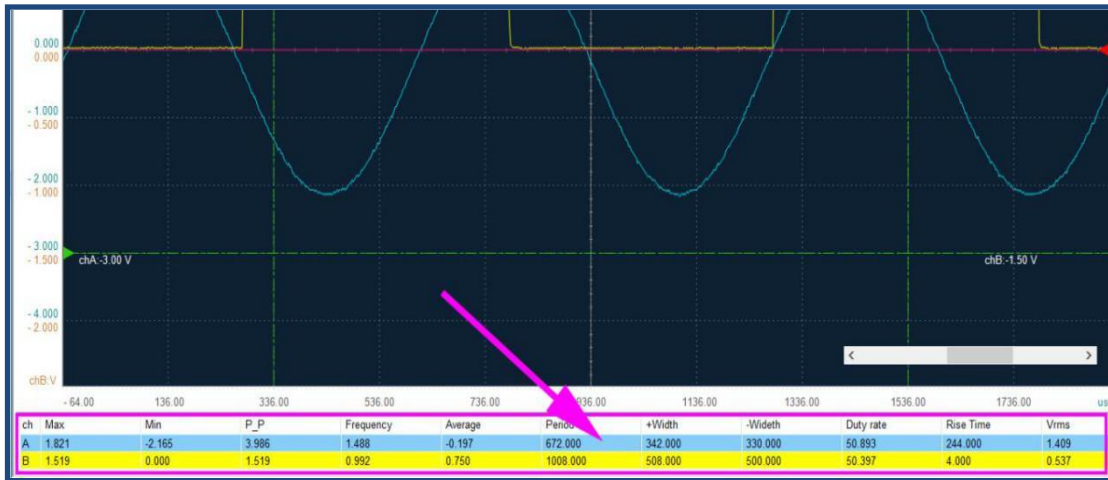 0.000
0.000
- 1.000
- 0.500
- 2.000
- 1.000
- 3.000
- 1.500
chA:-3.00 V
chB:-1.50 V
- 4.000
- 2.000
chB:V
- 64.00 136.00 336.00 536.00 736.00 936.00 1136.00 1336.00 1536.00 1736.00 us
ch Max Min P_P Frequency Average Period +Width -Wideth Duty rate Rise Time Vrms
A 1.821 -2.165 3.986 1.488 -0.197 672.000 342.000 330.000 50.893 244.000 1.409
B 1.519 0.000 1.519 0.992 0.750 1008.000 508.000 500.000 50.397 4.000 0.537